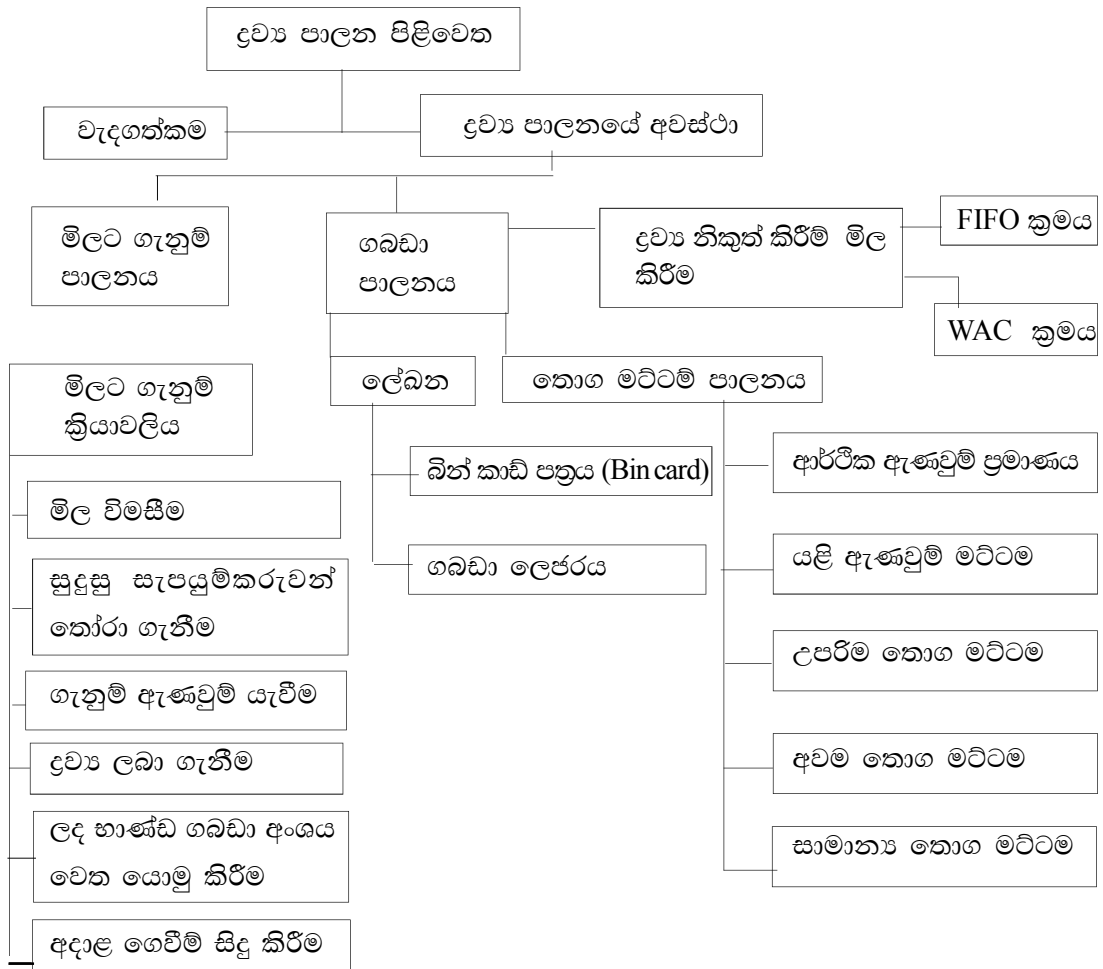 ද්‍රව්‍ය පාලන පිළිවෙත
වැදගත්කම
ද්‍රව්‍ය පාලනයේ අවස්ථා
මිලට ගැනුම්
පාලනය
ගබඩා
පාලනය
ද්‍රව්‍ය නිකුත් කිරීම් මිල
කිරීම
FIFO ක්‍රමය
WAC ක්‍රමය
මිලට ගැනුම්
ක්‍රියාවලිය
මිල විමසීම
සුදුසු සැපයුම්කරුවන්
තෝරා ගැනීම
ගැනුම් ඇණවුම් යැවීම
ද්‍රව්‍ය ලබා ගැනීම
ලද භාණ්ඩ ගබඩා අංශය
වෙත යොමු කිරීම
අදාළ ගෙවීම් සිදු කිරීම
ලේඛන
බින් කාඩ් පත්‍රය (Bin card)
ගබඩා ලෙජරය
තොග මට්ටම් පාලනය
ආර්ථික ඇණවුම් ප්‍රමාණය
යළි ඇණවුම් මට්ටම
උපරිම තොග මට්ටම
අවම තොග මට්ටම
සාමාන්‍ය තොග මට්ටම